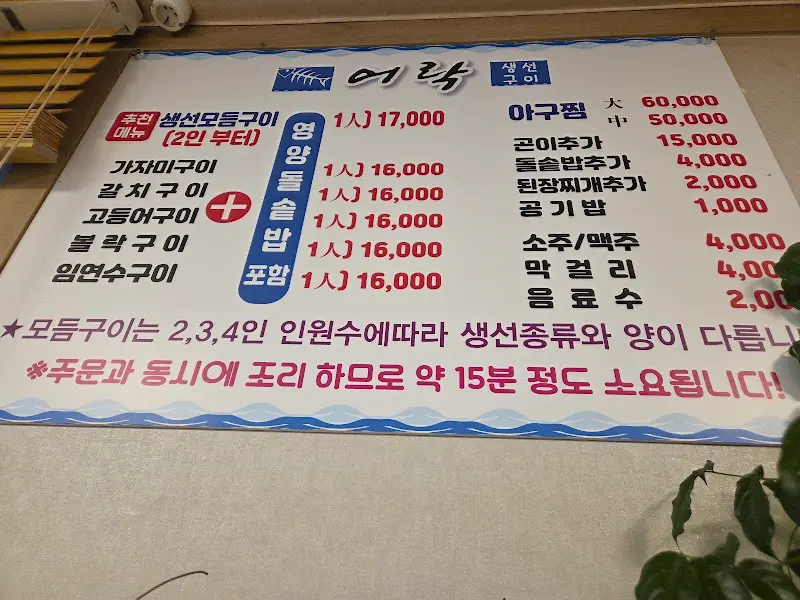 어락 생선구이
추천메뉴 생선모듬구이 1人) 17,000
(2인 부터)
가자미구이 1人) 16,000
갈치구이 1人) 16,000
고등어구이 1人) 16,000
볼락구이 1人) 16,000
임연수구이 1人) 16,000
+
영양돌솥밥포함
아구찜 大 60,000
中 50,000
곤이추가 15,000
돌솥밥추가 4,000
된장찌개추가 2,000
공기밥 1,000
소주/맥주 4,000
막걸리 4,00
음료수 2,00
★모듬구이는 2,3,4인 인원수에따라 생선종류와 양이 다릅니
※주문과 동시에 조리 하므로 약 15분 정도 소요됩니다!